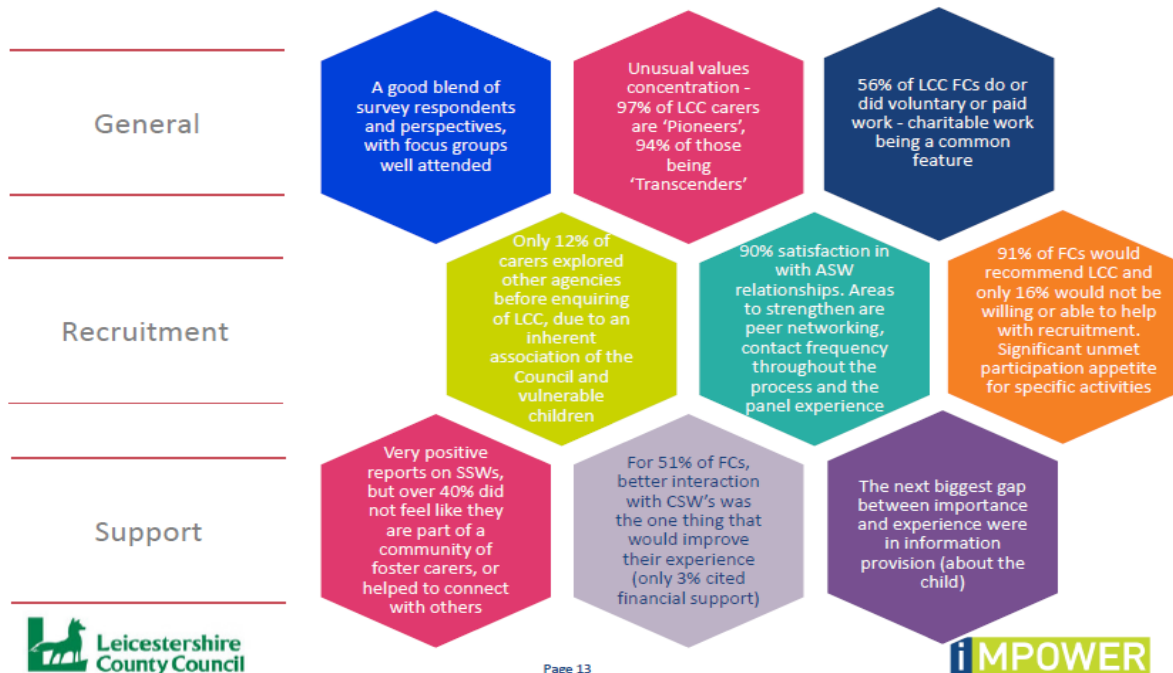 General
A good blend of
survey respondents
and perspectives,
with focus groups
well attended
Unusual values
concentration -
97% of LCC carers
are ‘Pioneers’,
94% of those
being
‘Transcenders’
56% of LCC FCs do or
did voluntary or paid
work - charitable work
being a common
feature
Recruitment
Only 12% of
carers explored
other agencies
before enquiring
of LCC, due to an
inherent
association of the
Council and
vulnerable
children
90% satisfaction in
with ASW
relationships. Areas
to strengthen are
peer networking,
contact frequency
throughout the
process and the
panel experience
91% of FCs would
recommend LCC and
only 16% would not be
willing or able to help
with recruitment.
Significant unmet
participation appetite
for specific activities
Support
Very positive
reports on SSWs,
but over 40% did
not feel like they
are part of a
community of
foster carers, or
helped to connect
with others
For 51% of FCs,
better interaction
with CSW’s was
the one thing that
would improve
their experience
(only 3% cited
financial support)
The next biggest gap
between importance
and experience were
in information
provision (about the
child)
Leicestershire
County Council
Page 13
iMPOWER